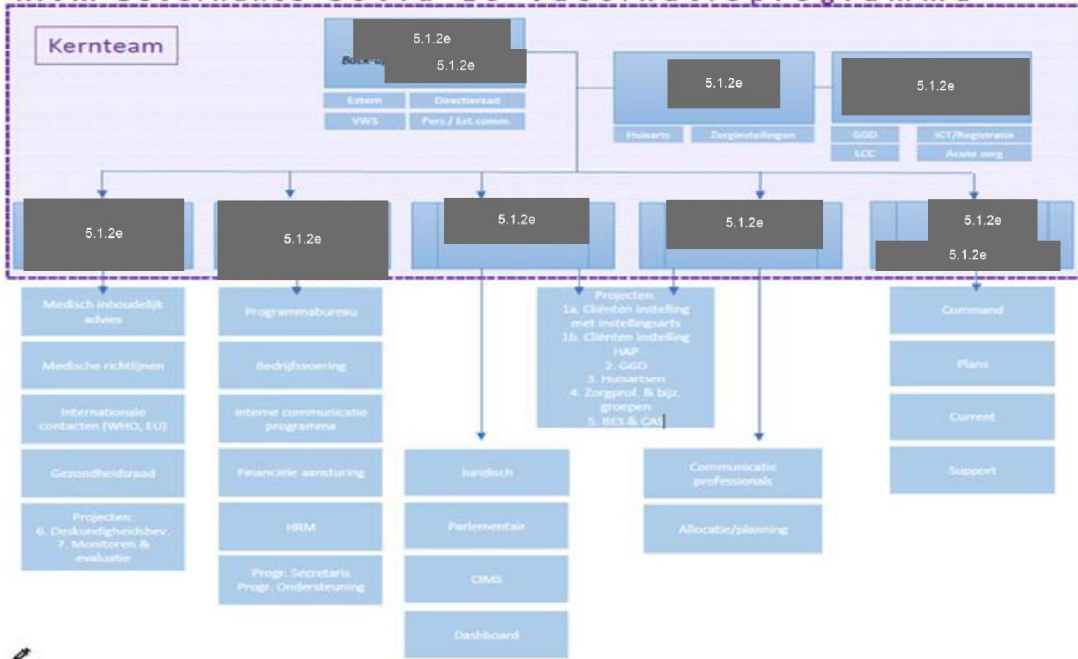 Kernteam
5.1.2e
Back-up
5.1.2e
Extern
Directieraad
VWS
Pers / Ext.comm.
5.1.2e
Huisarts
Zorginstellingen
5.1.2e
GGD
ICT/Registratie
LCC
Acute zorg
5.1.2e
5.1.2e
5.1.2e
5.1.2e
5.1.2e
5.1.2e
Medisch inhoudelijk
advies
Medische richtlijnen
Internationale
contacten (WHO, EU)
Gezondheidsraad
Projecten:
6. Deskundigheidsbev.
7. Monitoren &
evaluatie
Programmabureau
Bedrijfsvoering
Interne communicatie
programma
Financiële aansturing
HRM
Progr. Secretaris
Progr. Ondersteuning
Juridisch
Parlementair
CIMS
Dashboard
Projecten:
1a. Cliënten instelling
met instellingsarts
1b. Cliënten instelling
HAP
2. GGD
3. Huisartsen
4. Zorgprof. & bijz.
groepen
5. BES & CAS
Communicatie
professionals
Allocatie/planning
Command
Plans
Current
Support